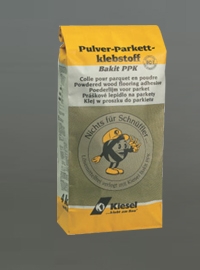 Pulver-Parkett-
klebstoff
Bakit PPK
Colle pour parquet en poudre
Powdered wood flooring adhesive
Poederlijm voor parket
Práškové lepidlo na parkety
Klej w proszku do parkietu
Nichts für Schnüffler
Kiesel